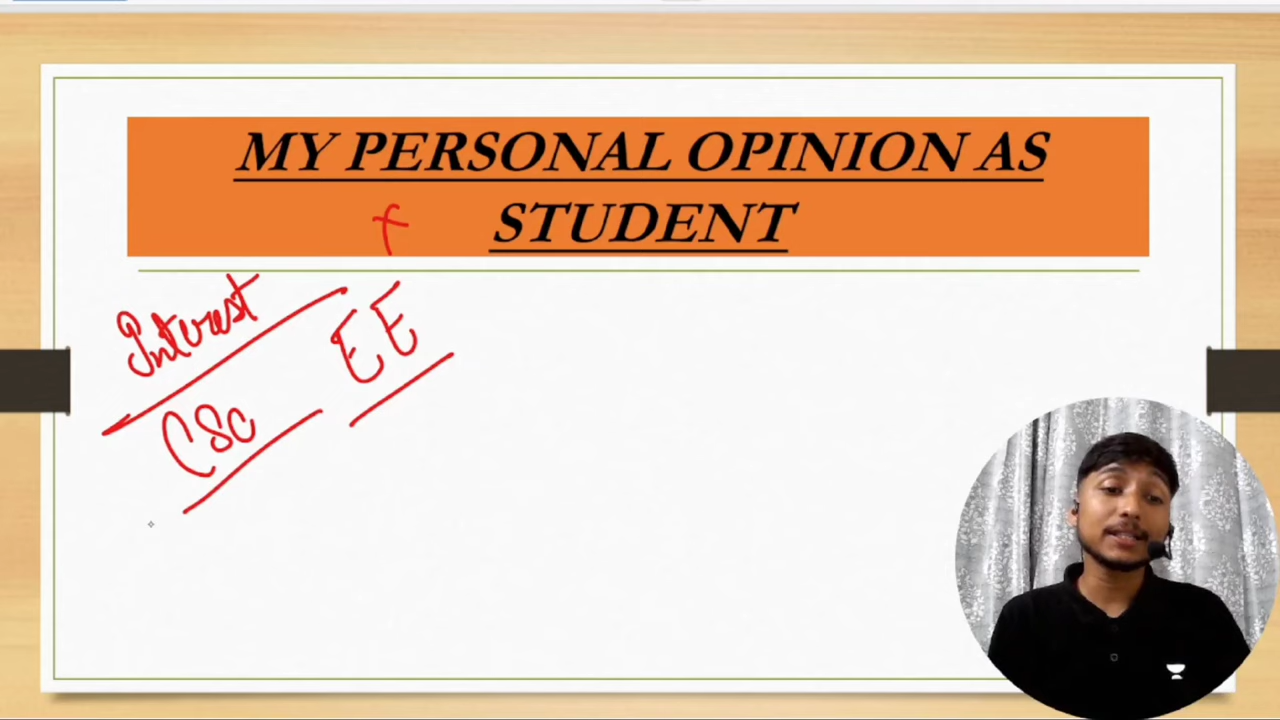 MY PERSONAL OPINION AS
STUDENT
Interest
EE
CSc